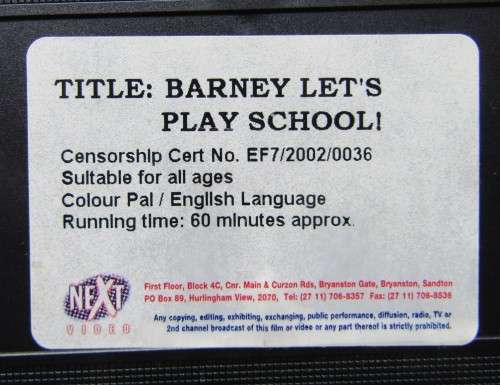 TITLE: BARNEY LET'S
PLAY SCHOOL!
Censorship Cert No. EF7/2002/0036
Suitable for all ages
Colour Pal / English Language
Running time: 60 minutes approx.
NEXT
VIDEO
First Floor, Block 4C, Cnr. Main & Curzon Rds, Bryanston Gate, Bryanston, Sandton
PO Box 89, Hurlingham View, 2070, Tel: (27 11) 706-8357 Fax: (27 11) 706-8536
Any copying, editing, exhibiting, exchanging, public performance, diffusion, radio, TV or
2nd channel broadcast of this film or video or any part thereof is strictly prohibited.